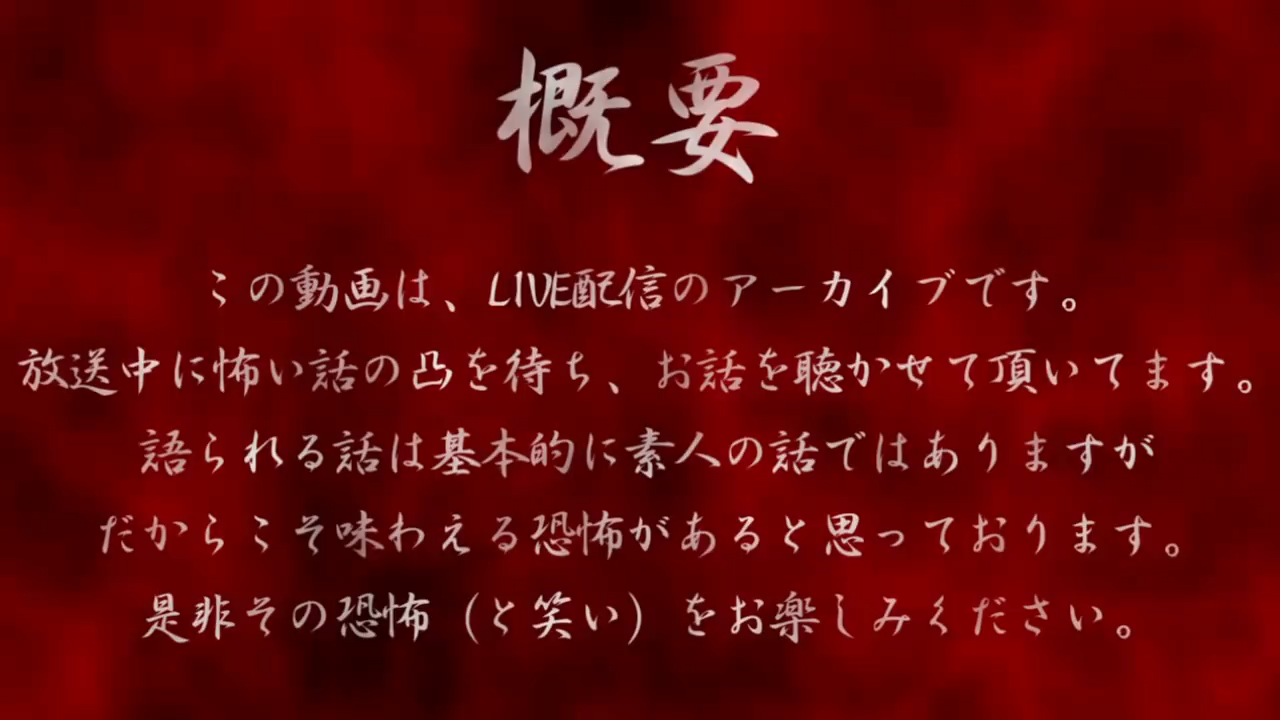 概要
この動画は、LIVE配信のアーカイブです。
放送中に怖い話の凸を待ち、お話を聴かせて頂いてます。
語られる話は基本的に素人の話ではありますが
だからこそ味わえる恐怖があると思っております。
是非その恐怖（と笑い）をお楽しみください。